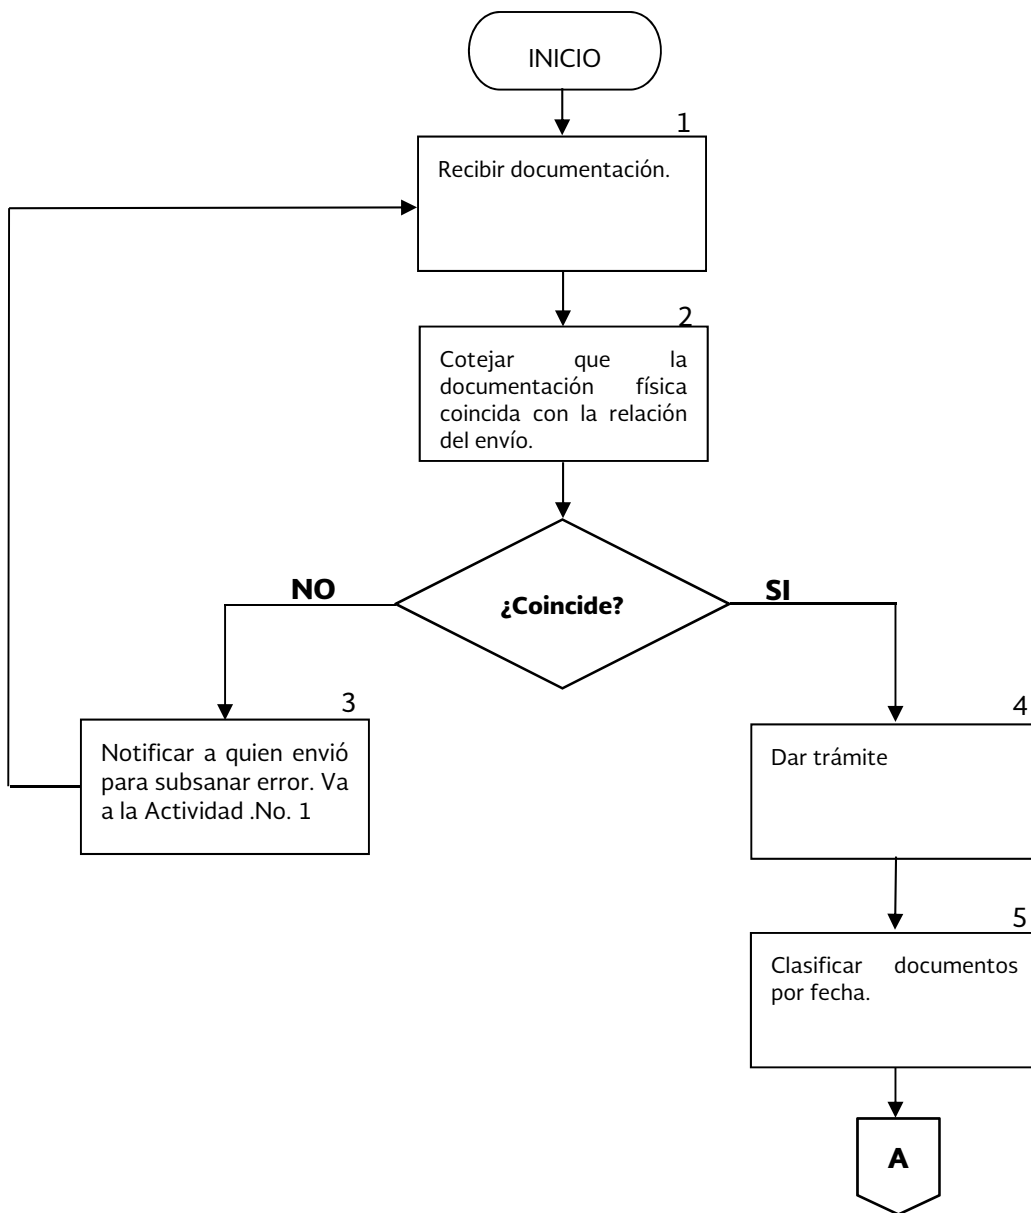 INICIO
1
Recibir documentación.
2
Cotejar que la
documentación física
coincida con la relación
del envío.
NO
¿Coincide?
SI
3
Notificar a quien envió
para subsanar error. Va
a la Actividad .No. 1
4
Dar trámite
5
Clasificar documentos
por fecha.
A